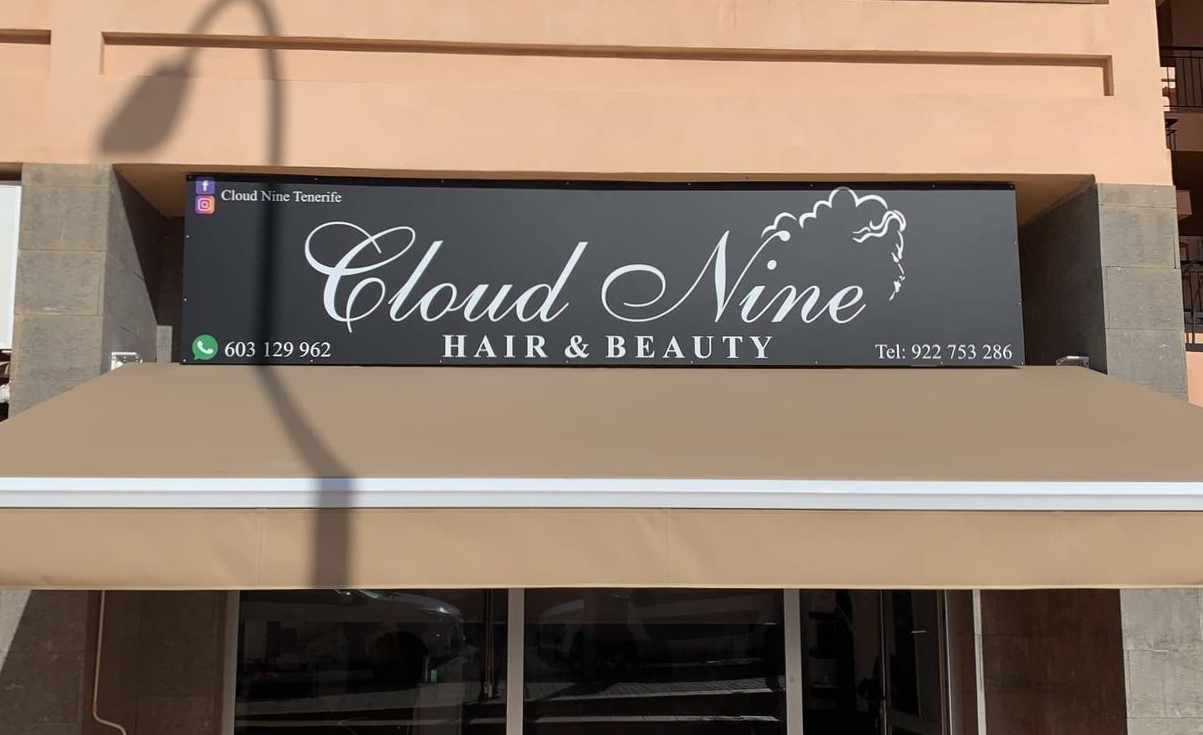 Cloud Nine Tenerife
Cloud Nine
HAIR & BEAUTY
603 129 962
Tel: 922 753 286